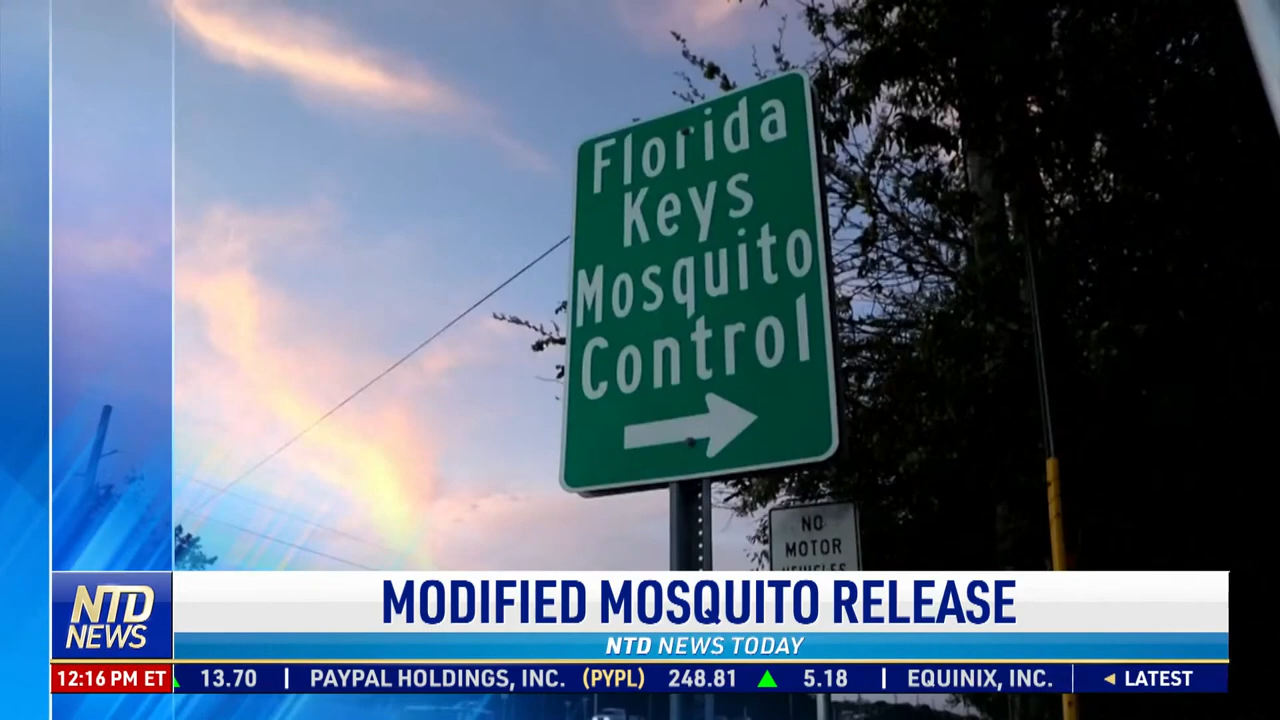 Florida
Keys
Mosquito
Control
NO
MOTOR
VEHICLES
MODIFIED MOSQUITO RELEASE
NTD
NEWS
NTD NEWS TODAY
12:16 PM ET
13.70 | PAYPAL HOLDINGS, INC. (PYPL) 248.81 ▲ 5.18 | EQUINIX, INC.
◄ LATEST